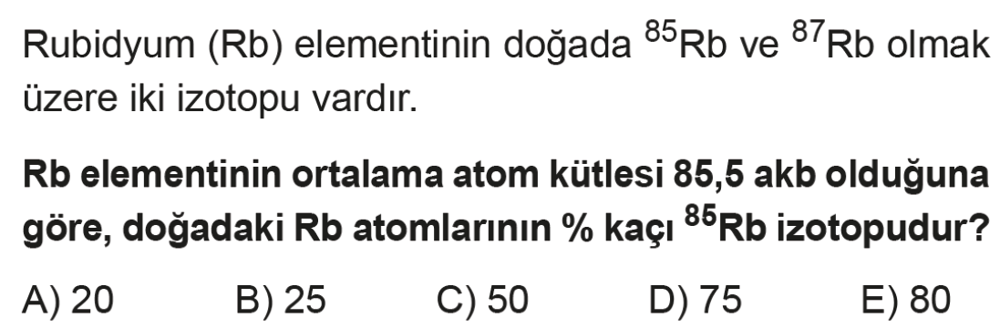 Rubidyum (Rb) elementinin doğada ⁸⁵Rb ve ⁸⁷Rb olmak
üzere iki izotopu vardır.
Rb elementinin ortalama atom kütlesi 85,5 akb olduğuna
göre, doğadaki Rb atomlarının % kaçı ⁸⁵Rb izotopudur?
A) 20 B) 25 C) 50 D) 75 E) 80